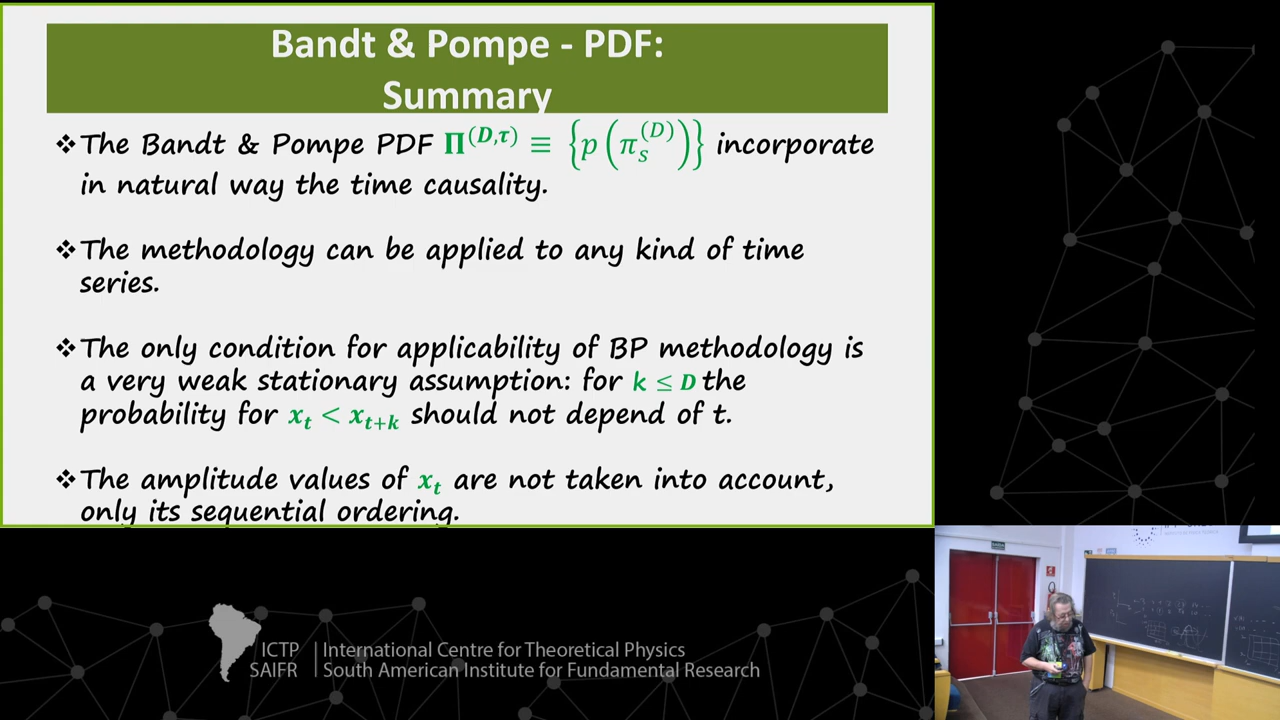 Bandt & Pompe - PDF:
Summary
❖The Bandt & Pompe PDF 𝚷^(D,τ) ≡ {p(π_s^(D))} incorporate
in natural way the time causality.
❖The methodology can be applied to any kind of time
series.
❖The only condition for applicability of BP methodology is
a very weak stationary assumption: for k ≤ D the
probability for x_t < x_{t+k} should not depend of t.
❖The amplitude values of x_t are not taken into account,
only its sequential ordering.
ICTP
SAIFR
International Centre for Theoretical Physics
South American Institute for Fundamental Research